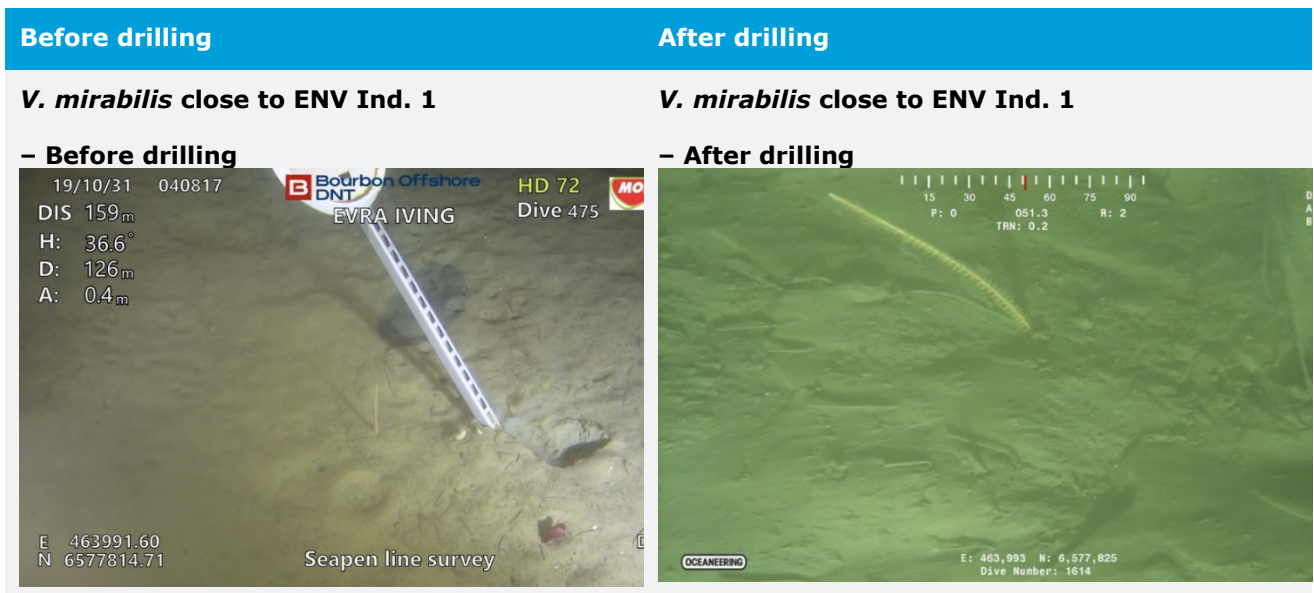 Before drilling
After drilling
V. mirabilis close to ENV Ind. 1
– Before drilling
V. mirabilis close to ENV Ind. 1
– After drilling
19/10/31 040817
DIS 159 m
H: 36.6°
D: 126 m
A: 0.4 m
B Bourbon Offshore
DNT
EVRA IVING
HD 72
Dive 475
E 463991.60
N 6577814.71
Seapen line survey
15 30 45 60 75 90
P: 0 051.3 R: 2
TRN: 0.2
OCEANEERING
E: 463,993 N: 6,577,825
Dive Number: 1614